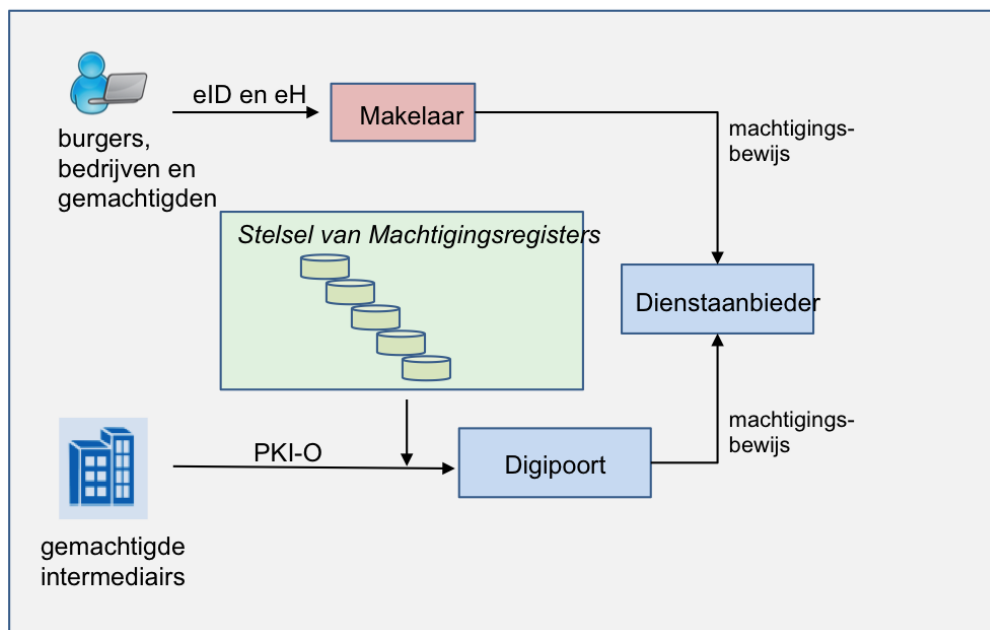 eID en eH
Makelaar
burgers,
bedrijven en
gemachtigden
machtigings-
bewijs
Stelsel van Machtigingsregisters
Dienstaanbieder
machtigings-
bewijs
PKI-O
Digipoort
gemachtigde
intermediairs